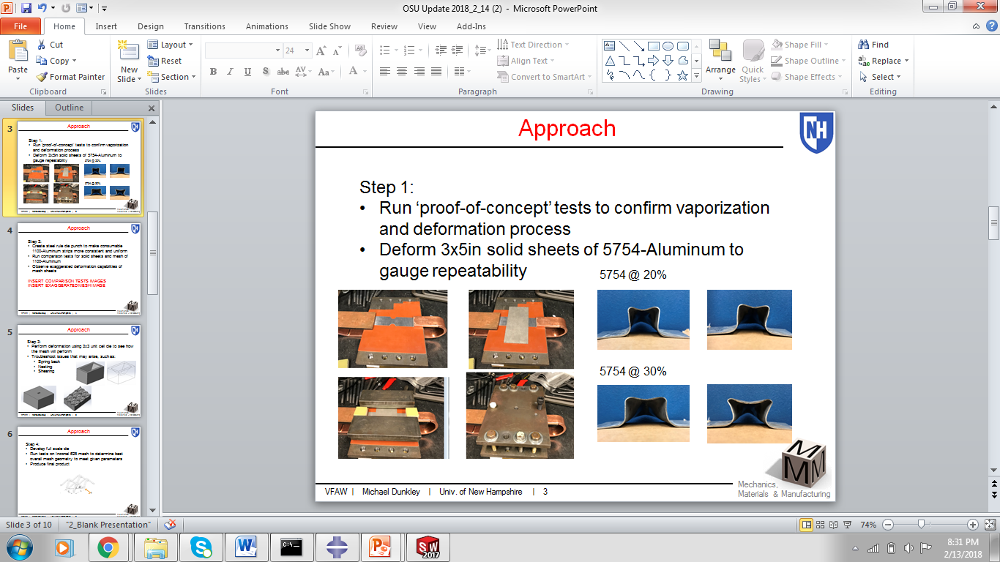 OSU Update 2018_2_14 (2) - Microsoft PowerPoint
File Home Insert Design Transitions Animations Slide Show Review View Add-Ins
Paste
Cut
Copy
Format Painter
Clipboard
New Slide
Layout
Reset
Section
Slides
24
B I U S abc AV Aa A
Font
Text Direction
Align Text
Convert to SmartArt
Paragraph
Arrange
Quick Styles
Shape Fill
Shape Outline
Shape Effects
Drawing
Find
Replace
Select
Editing
Slides Outline
3
Approach
Step 1:
• Run 'proof-of-concept' tests to confirm vaporization
and deformation process
• Deform 3x5in solid sheets of 5754-Aluminum to
gauge repeatability
5754 @ 20%
5754 @ 30%
4
Approach
Step 2:
• Create steel rule die punch to make consumable
1100-Aluminum strips more consistent and uniform
• Run comparison tests for solid sheets and mesh of
1100-Aluminum
• Observe exaggerated deformation capabilities of
mesh sheets
INSERT COMPARISON TESTS IMAGES
INSERT EXAGGERATED MESH IMAGE
5
Approach
Step 3:
• Perform deformation using 3x3 unit cell die to see how
the mesh will perform
• Troubleshoot issues that may arise, such as:
• Spring back
• Nesting
• Shearing
6
Approach
Step 4:
• Develop full scale die
• Run tests on Inconel 625 mesh to determine best
overall mesh geometry to meet given parameters
• Produce final product
Approach
NH
Step 1:
• Run ‘proof-of-concept’ tests to confirm vaporization
and deformation process
• Deform 3x5in solid sheets of 5754-Aluminum to
gauge repeatability
5754 @ 20%
5754 @ 30%
M M M
VFAW | Michael Dunkley | Univ. of New Hampshire | 3
Mechanics,
Materials & Manufacturing
Slide 3 of 10 "2_Blank Presentation" 74%
C:\
SW
2017
8:31 PM
2/13/2018